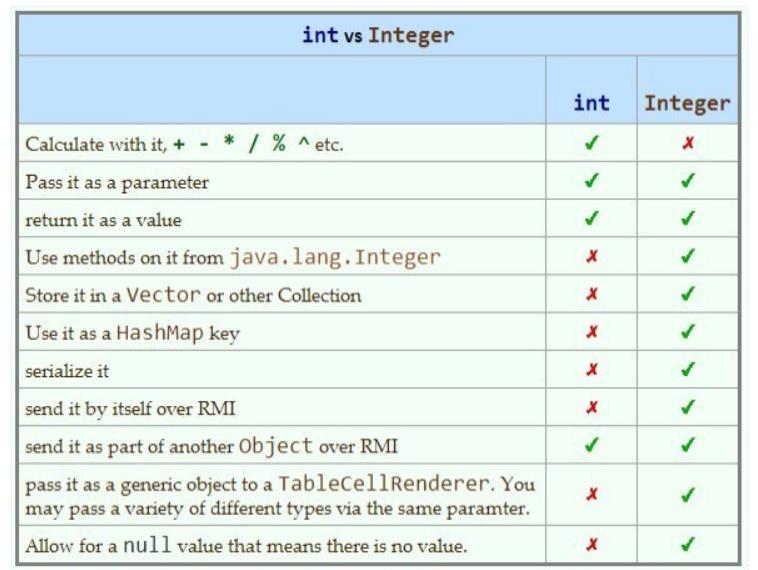 int vs Integer
int Integer
Calculate with it, + - * / % ^ etc. ✓ ✗
Pass it as a parameter ✓ ✓
return it as a value ✓ ✓
Use methods on it from java.lang.Integer ✗ ✓
Store it in a Vector or other Collection ✗ ✓
Use it as a HashMap key ✗ ✓
serialize it ✗ ✓
send it by itself over RMI ✗ ✓
send it as part of another Object over RMI ✓ ✓
pass it as a generic object to a TableCellRenderer. You
may pass a variety of different types via the same paramter. ✗ ✓
Allow for a null value that means there is no value. ✗ ✓